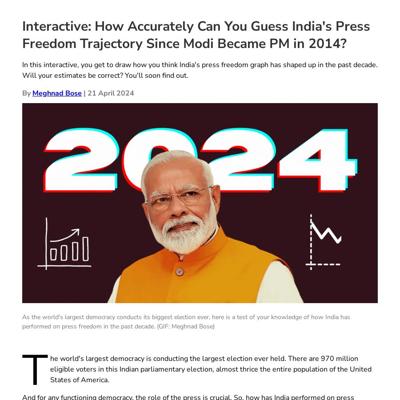 Interactive: How Accurately Can You Guess India's Press
Freedom Trajectory Since Modi Became PM in 2014?
In this interactive, you get to draw how you think India's press freedom graph has shaped up in the past decade.
Will your estimates be correct? You'll soon find out.
By Meghnad Bose | 21 April 2024
2024
As the world's largest democracy conducts its biggest election ever, here is a test of your knowledge of how India has
performed on press freedom in the past decade. (GIF: Meghnad Bose)
The world's largest democracy is conducting the largest election ever held. There are 970 million
eligible voters in this Indian parliamentary election, almost thrice the entire population of the United
States of America.
And for any functioning democracy, the role of the press is crucial. So, how has India performed on press